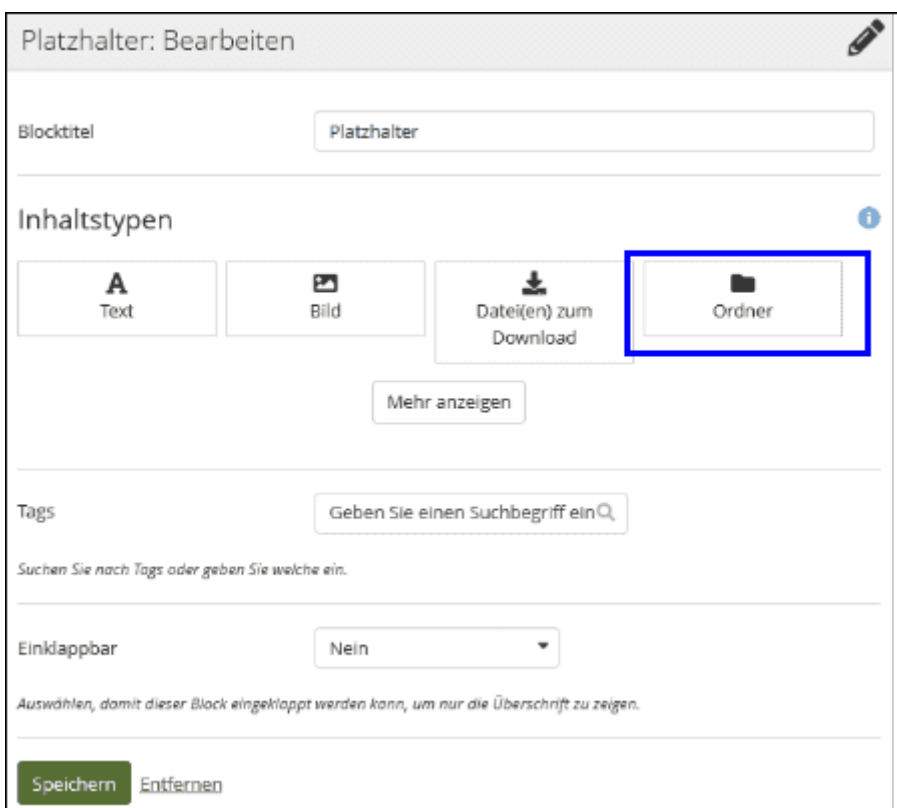 Platzhalter: Bearbeiten
Blocktitel
Platzhalter
Inhaltstypen
Text
Bild
Datei(en) zum
Download
Ordner
Mehr anzeigen
Tags
Geben Sie einen Suchbegriff ein
Suchen Sie nach Tags oder geben Sie welche ein.
Einklappbar
Nein
Auswählen, damit dieser Block eingeklappt werden kann, um nur die Überschrift zu zeigen.
Speichern
Entfernen